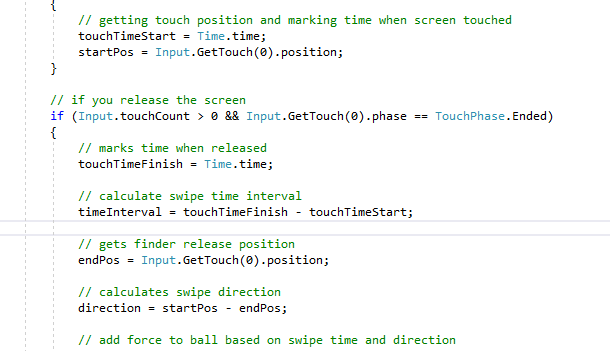 {
// getting touch position and marking time when screen touched
touchTimeStart = Time.time;
startPos = Input.GetTouch(0).position;
}
// if you release the screen
if (Input.touchCount > 0 && Input.GetTouch(0).phase == TouchPhase.Ended)
{
// marks time when released
touchTimeFinish = Time.time;
// calculate swipe time interval
timeInterval = touchTimeFinish - touchTimeStart;
// gets finder release position
endPos = Input.GetTouch(0).position;
// calculates swipe direction
direction = startPos - endPos;
// add force to ball based on swipe time and direction